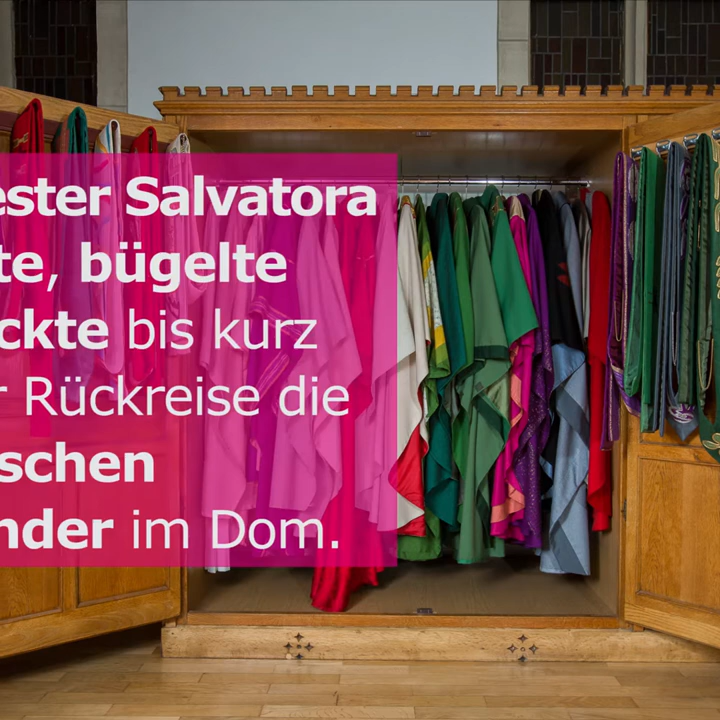 ester Salvatora
te, bügelte
ckte bis kurz
r Rückreise die
schen
nder im Dom.